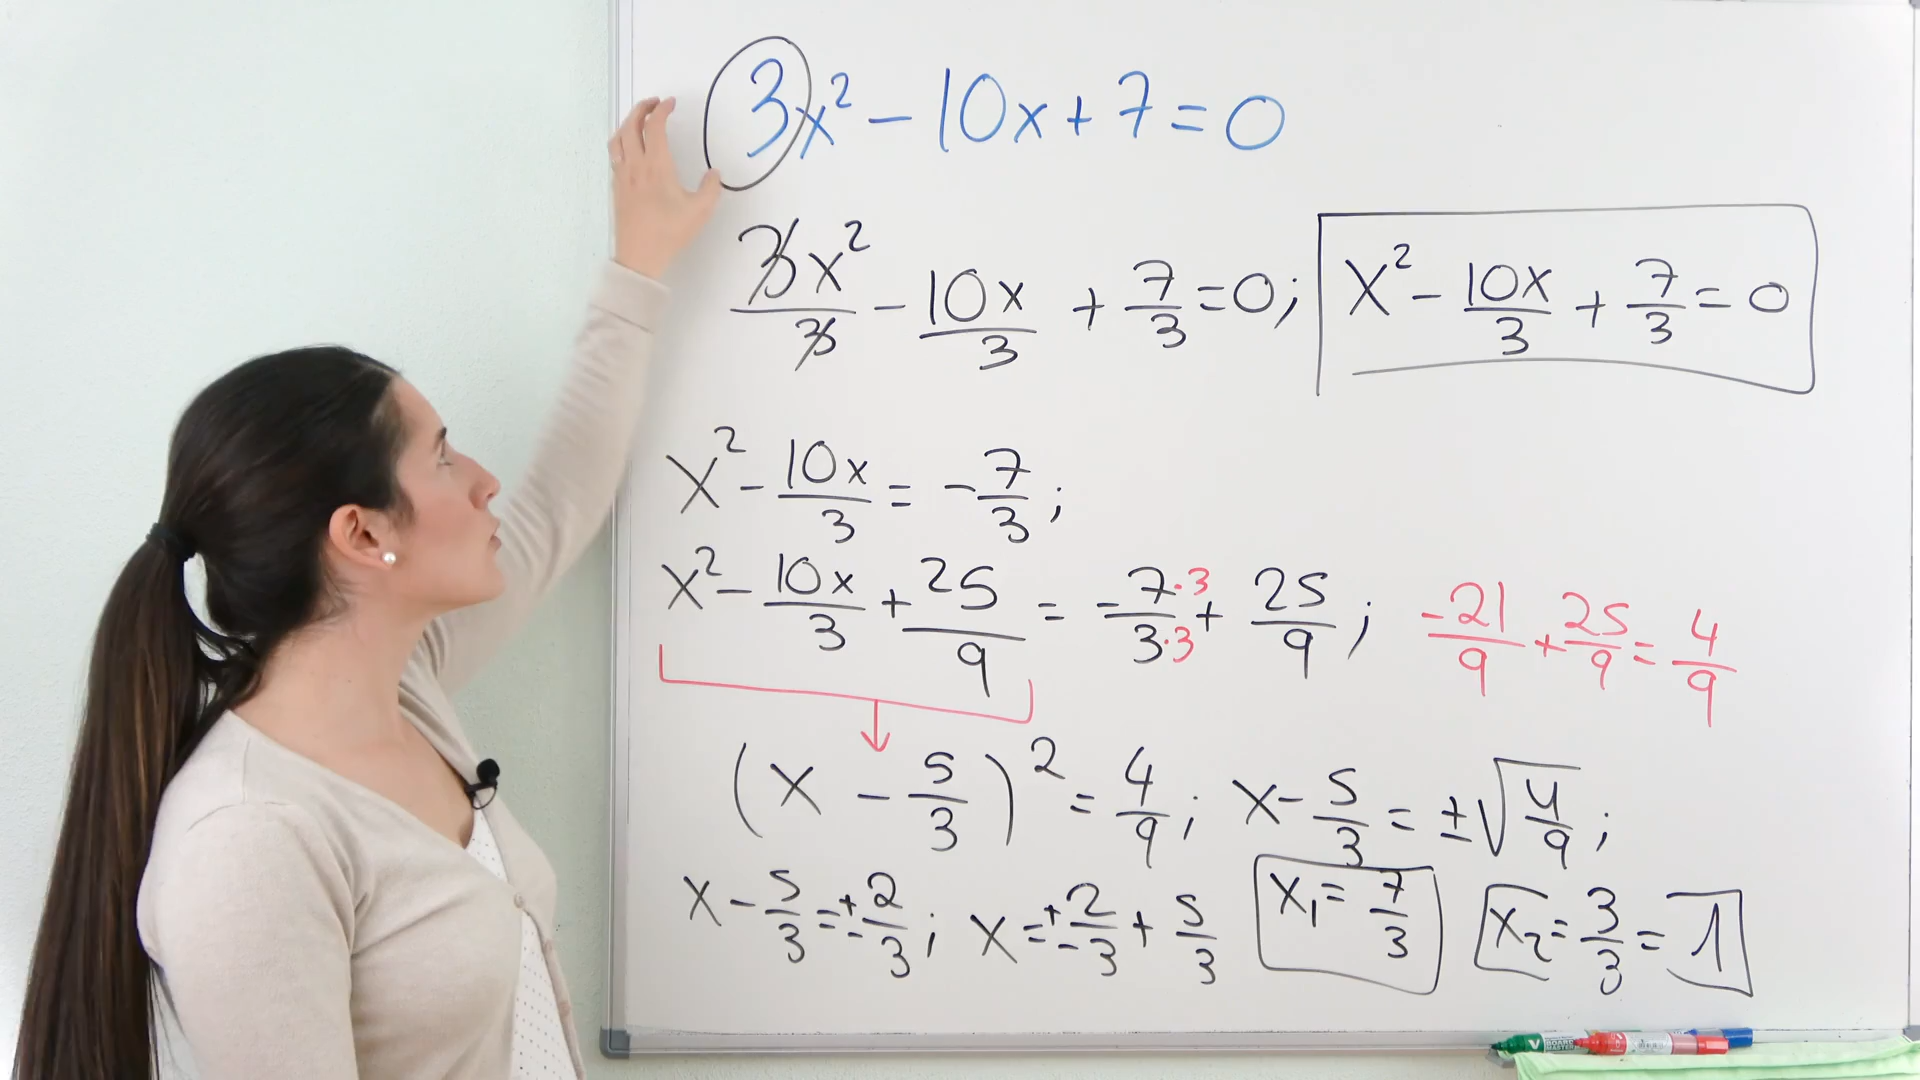 3x² - 10x + 7 = 0
3x²/3 - 10x/3 + 7/3 = 0; x² - 10x/3 + 7/3 = 0
x² - 10x/3 = -7/3;
x² - 10x/3 + 25/9 = -7·3/3·3 + 25/9; -21/9 + 25/9 = 4/9
(x - 5/3)² = 4/9; x - 5/3 = ±√4/9;
x - 5/3 = ±2/3; x = ±2/3 + 5/3 x₁ = 7/3 x₂ = 3/3 = 1
V BOARD MASTER